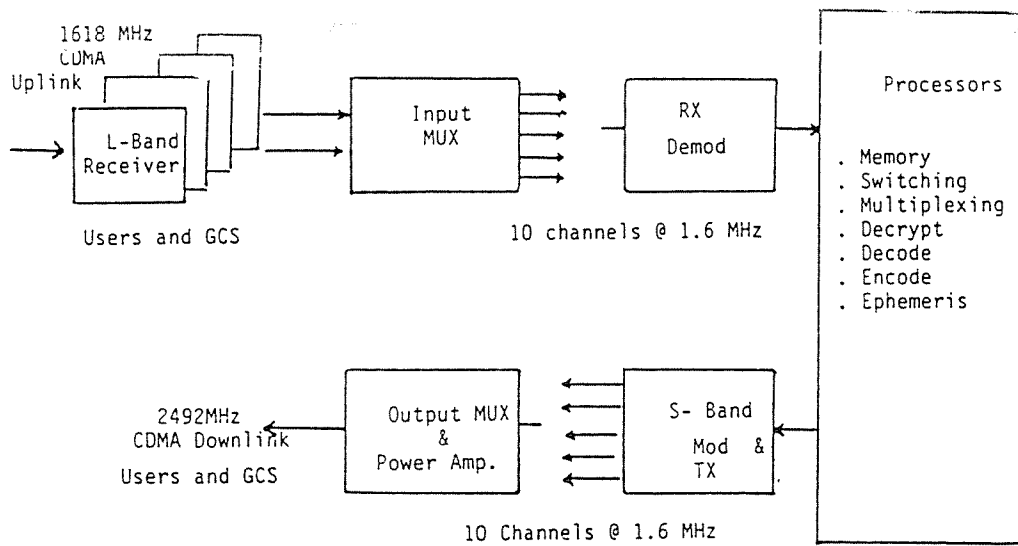 1618 MHz
CDMA
Uplink
L-Band
Receiver
Users and GCS
Input
MUX
RX
Demod
10 channels @ 1.6 MHz
Processors
. Memory
. Switching
. Multiplexing
. Decrypt
. Decode
. Encode
. Ephemeris
2492MHz
CDMA Downlink
Users and GCS
Output MUX
&
Power Amp.
S- Band
Mod &
TX
10 Channels @ 1.6 MHz